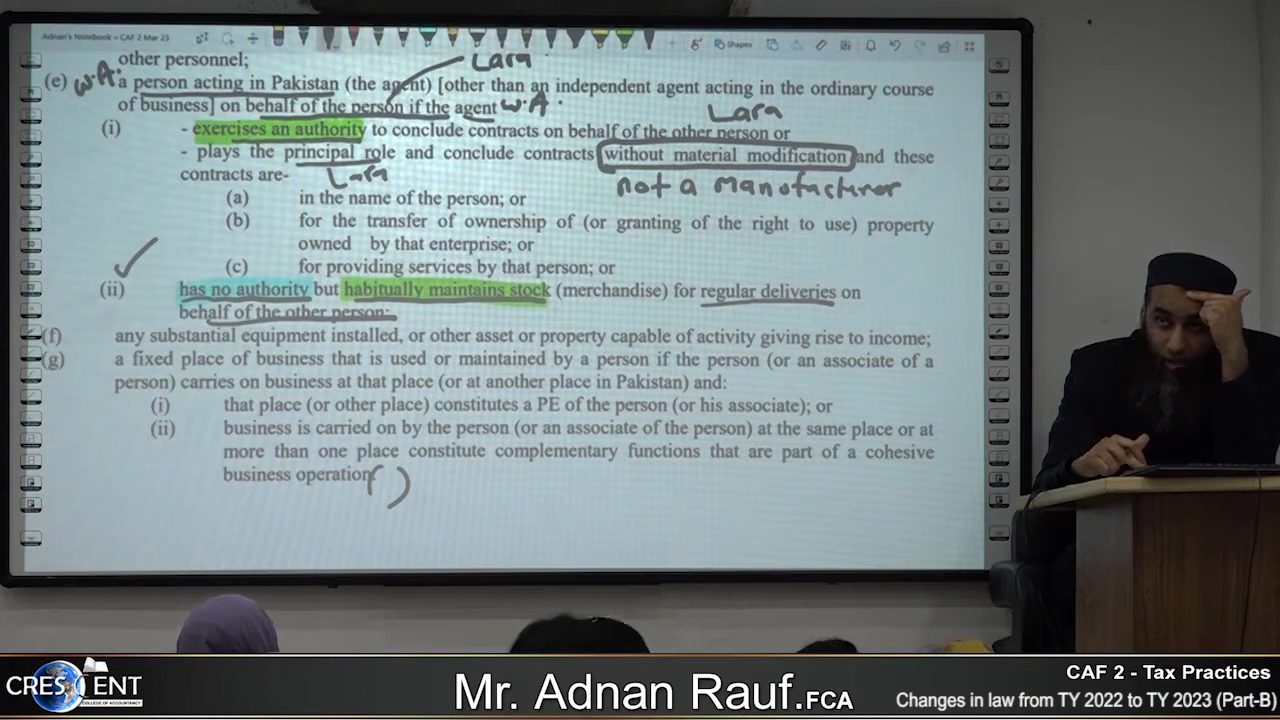 Adnan's Notebook - CAF 2 Mar 23
Shapes
other personnel;
Lara
(e) W.A. a person acting in Pakistan (the agent) [other than an independent agent acting in the ordinary course
of business] on behalf of the person if the agent W.A.
Lara
(i) - exercises an authority to conclude contracts on behalf of the other person or
- plays the principal role and conclude contracts without material modification and these
contracts are-
Lara
not a manufacturer
(a) in the name of the person; or
(b) for the transfer of ownership of (or granting of the right to use) property
owned by that enterprise; or
(c) for providing services by that person; or
(ii) has no authority but habitually maintains stock (merchandise) for regular deliveries on
behalf of the other person;
(f) any substantial equipment installed, or other asset or property capable of activity giving rise to income;
(g) a fixed place of business that is used or maintained by a person if the person (or an associate of a
person) carries on business at that place (or at another place in Pakistan) and:
(i) that place (or other place) constitutes a PE of the person (or his associate); or
(ii) business is carried on by the person (or an associate of the person) at the same place or at
more than one place constitute complementary functions that are part of a cohesive
business operation ( )
CRESCENT
COLLEGE OF ACCOUNTANCY
Mr. Adnan Rauf.FCA
CAF 2 - Tax Practices
Changes in law from TY 2022 to TY 2023 (Part-B)